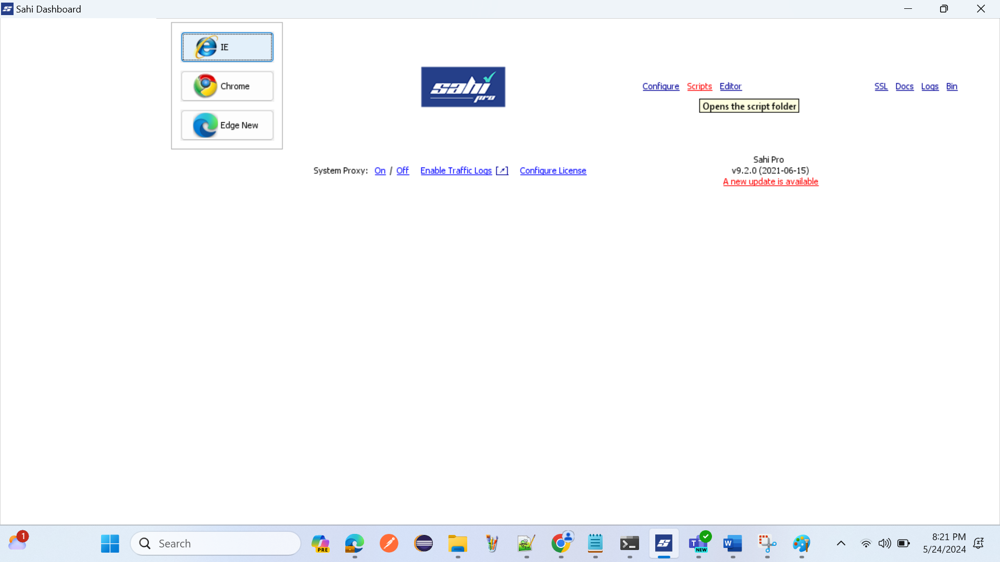 Sahi Dashboard
IE
Chrome
Edge New
sahi
pro
Configure Scripts Editor
SSL Docs Logs Bin
Opens the script folder
System Proxy: On / Off Enable Traffic Logs [↗] Configure License
Sahi Pro
v9.2.0 (2021-06-15)
A new update is available
1
Search
PRE
T
NEW
W
8:21 PM
5/24/2024